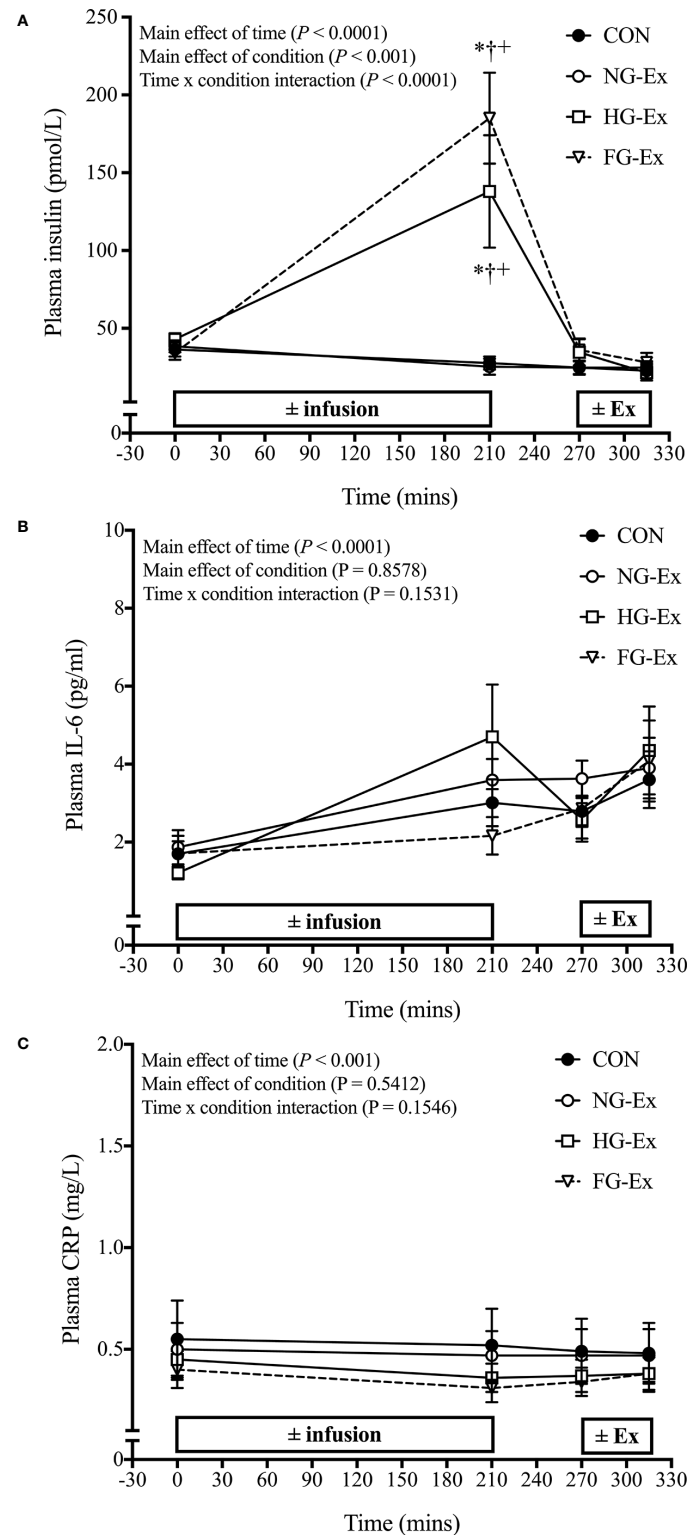 A
Main effect of time (P < 0.0001)
Main effect of condition (P < 0.001)
Time x condition interaction (P < 0.0001)
CON
NG-Ex
HG-Ex
FG-Ex
*†+
*†+
Plasma insulin (pmol/L)
250
200
150
100
50
0
± infusion
± Ex
-30 0 30 60 90 120 150 180 210 240 270 300 330
Time (mins)
B
Main effect of time (P < 0.0001)
Main effect of condition (P = 0.8578)
Time x condition interaction (P = 0.1531)
CON
NG-Ex
HG-Ex
FG-Ex
Plasma IL-6 (pg/ml)
10
8
6
4
2
0
± infusion
± Ex
-30 0 30 60 90 120 150 180 210 240 270 300 330
Time (mins)
C
Main effect of time (P < 0.001)
Main effect of condition (P = 0.5412)
Time x condition interaction (P = 0.1546)
CON
NG-Ex
HG-Ex
FG-Ex
Plasma CRP (mg/L)
2.0
1.5
1.0
0.5
0
± infusion
± Ex
-30 0 30 60 90 120 150 180 210 240 270 300 330
Time (mins)